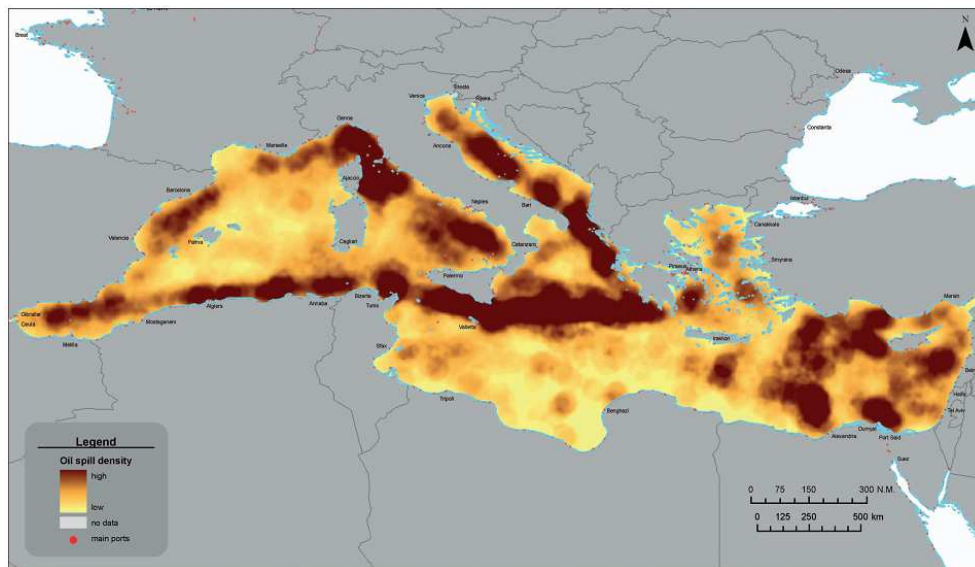 N
Brest
Odesa
Trieste
Venice
Rijeka
Constanta
Genoa
Marseille
Ancona
Istanbul
Ajaccio
Barcelona
Bari
Naples
Canakkale
Valencia
Palma
Cagliari
Catanzaro
Smyrana
Piraeus
Athens
Palermo
Mersin
Gibraltar
Ceuta
Algiers
Annaba
Bizerte
Tunis
Mostaganem
Valletta
Iraklion
Melilla
Sfax
Haifa
Tripoli
Benghazi
Tel Aviv
Dumyat
Alexandria
Port Said
Suez
Legend
Oil spill density
high
low
no data
main ports
0 75 150 300 N.M.
0 125 250 500 km